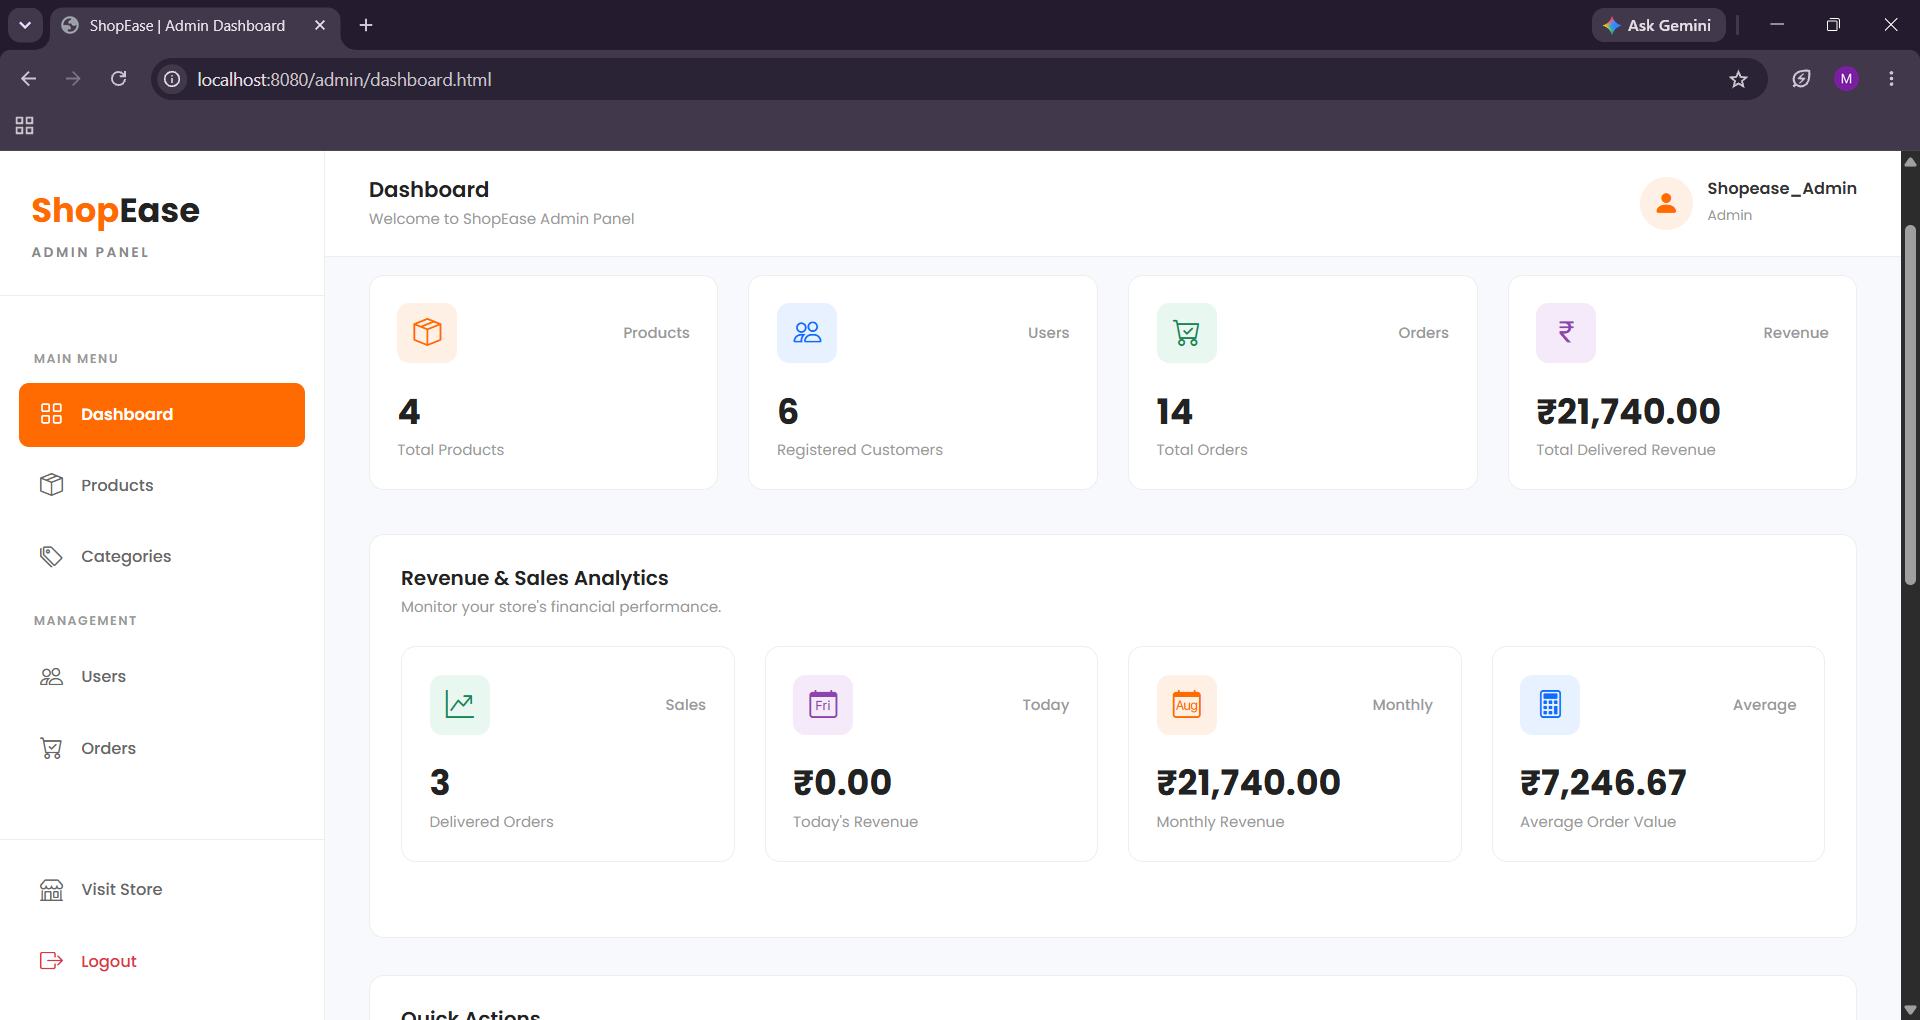 ShopEase | Admin Dashboard
Ask Gemini
localhost:8080/admin/dashboard.html
M
ShopEase
ADMIN PANEL
MAIN MENU
Dashboard
Products
Categories
MANAGEMENT
Users
Orders
Visit Store
Logout
Dashboard
Welcome to ShopEase Admin Panel
Shopease_Admin
Admin
Products
4
Total Products
Users
6
Registered Customers
Orders
14
Total Orders
₹
Revenue
₹21,740.00
Total Delivered Revenue
Revenue & Sales Analytics
Monitor your store's financial performance.
Sales
3
Delivered Orders
Fri
Today
₹0.00
Today's Revenue
Aug
Monthly
₹21,740.00
Monthly Revenue
Average
₹7,246.67
Average Order Value
Quick Actions